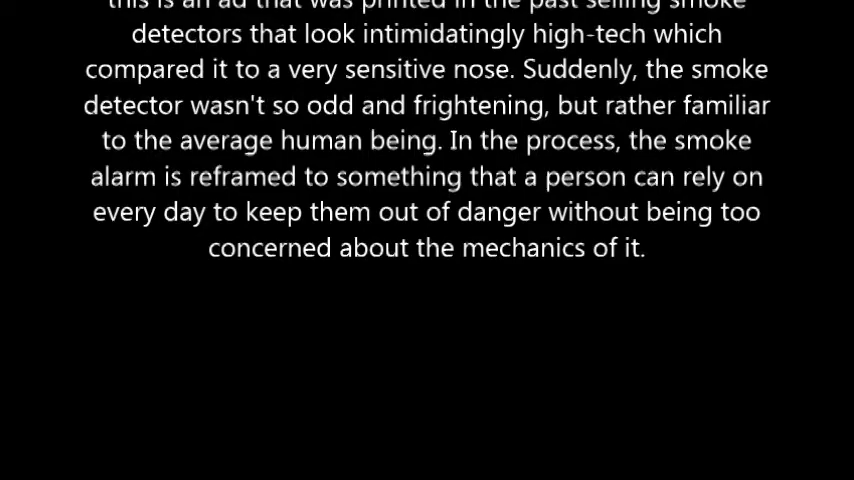 this is an ad that was printed in the past selling smoke
detectors that look intimidatingly high-tech which
compared it to a very sensitive nose. Suddenly, the smoke
detector wasn't so odd and frightening, but rather familiar
to the average human being. In the process, the smoke
alarm is reframed to something that a person can rely on
every day to keep them out of danger without being too
concerned about the mechanics of it.